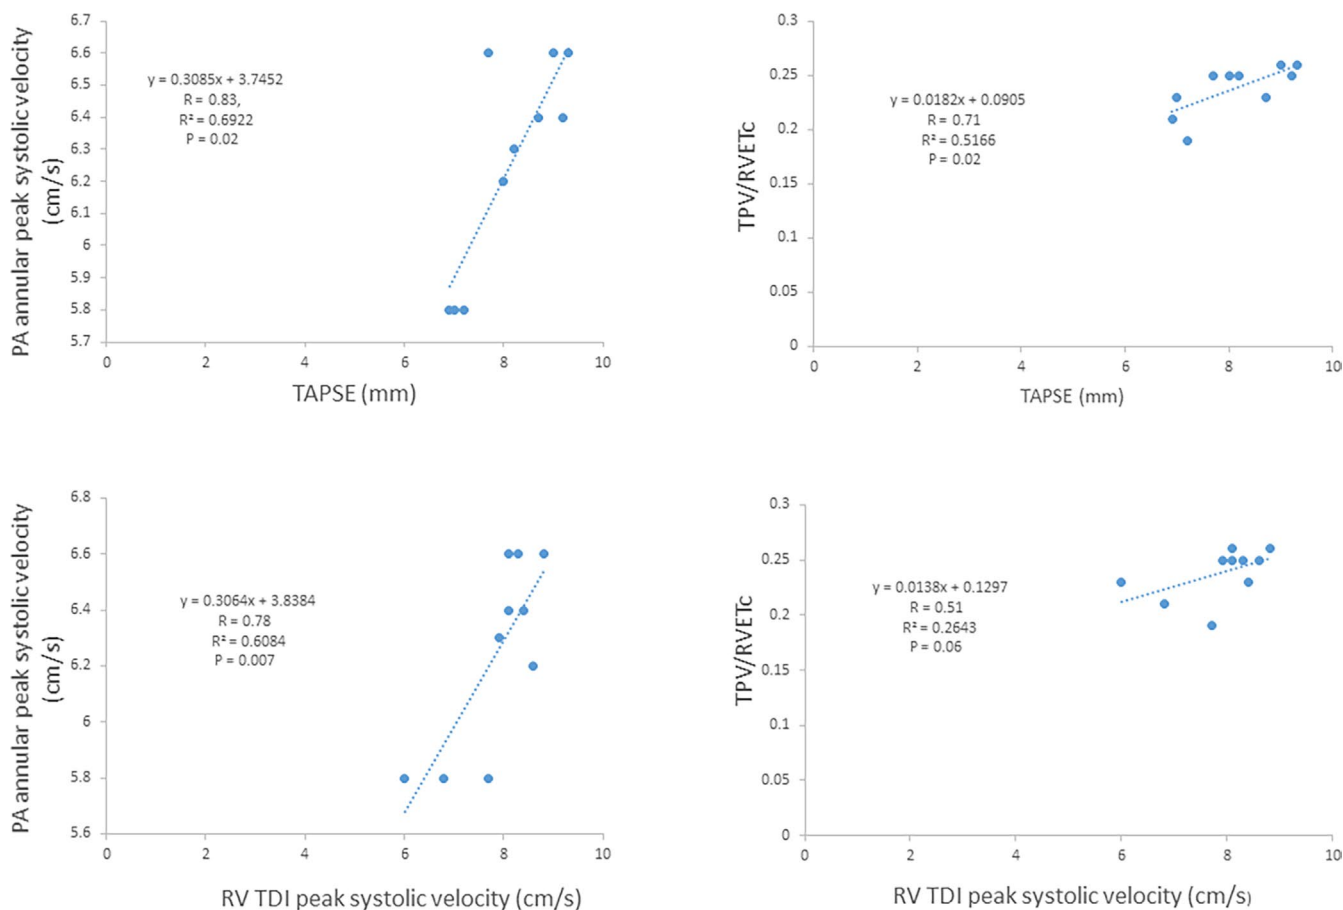 PA annular peak systolic velocity
(cm/s)
6.7
6.6
6.5
6.4
6.3
6.2
6.1
6
5.9
5.8
5.7
y = 0.3085x + 3.7452
R = 0.83,
R² = 0.6922
P = 0.02
0 2 4 6 8 10
TAPSE (mm)
TPV/RVETc
0.3
0.25
0.2
0.15
0.1
0.05
0
y = 0.0182x + 0.0905
R = 0.71
R² = 0.5166
P = 0.02
0 2 4 6 8 10
TAPSE (mm)
PA annular peak systolic velocity
(cm/s)
6.8
6.6
6.4
6.2
6
5.8
5.6
y = 0.3064x + 3.8384
R = 0.78
R² = 0.6084
P = 0.007
0 2 4 6 8 10
RV TDI peak systolic velocity (cm/s)
TPV/RVETc
0.3
0.25
0.2
0.15
0.1
0.05
0
y = 0.0138x + 0.1297
R = 0.51
R² = 0.2643
P = 0.06
0 2 4 6 8 10
RV TDI peak systolic velocity (cm/s)